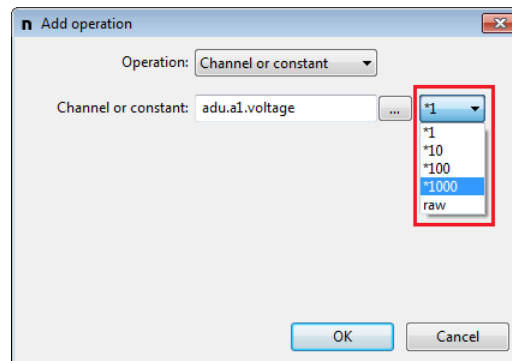 n Add operation
Operation: Channel or constant
Channel or constant: adu.a1.voltage ... *1
*1
*10
*100
*1000
raw
OK Cancel